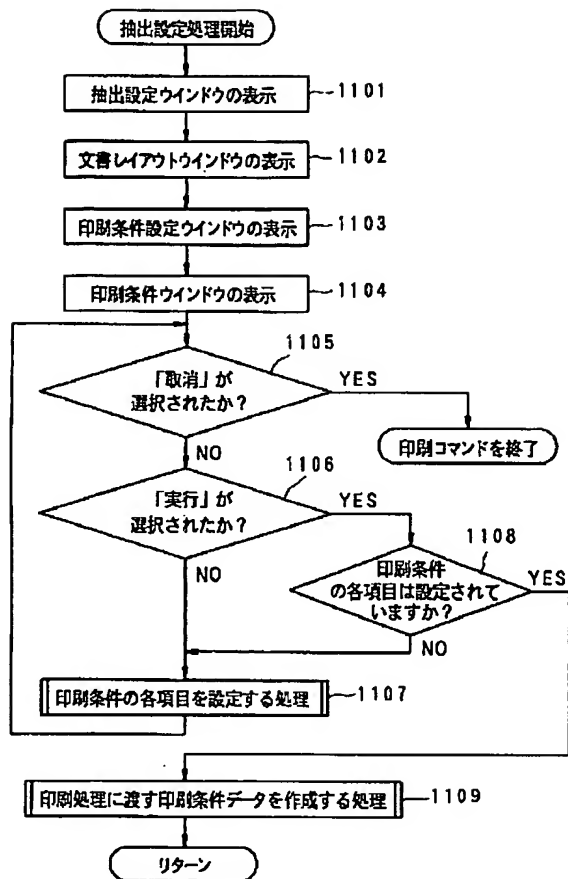 抽出設定処理開始
抽出設定ウインドウの表示
1101
文書レイアウトウインドウの表示
1102
印刷条件設定ウインドウの表示
1103
印刷条件ウインドウの表示
1104
1105
「取消」が
選択されたか?
YES
NO
印刷コマンドを終了
1106
「実行」が
選択されたか?
YES
NO
1108
印刷条件
の各項目は設定されて
いますか?
YES
NO
印刷条件の各項目を設定する処理
1107
印刷処理に渡す印刷条件データを作成する処理
1109
リターン